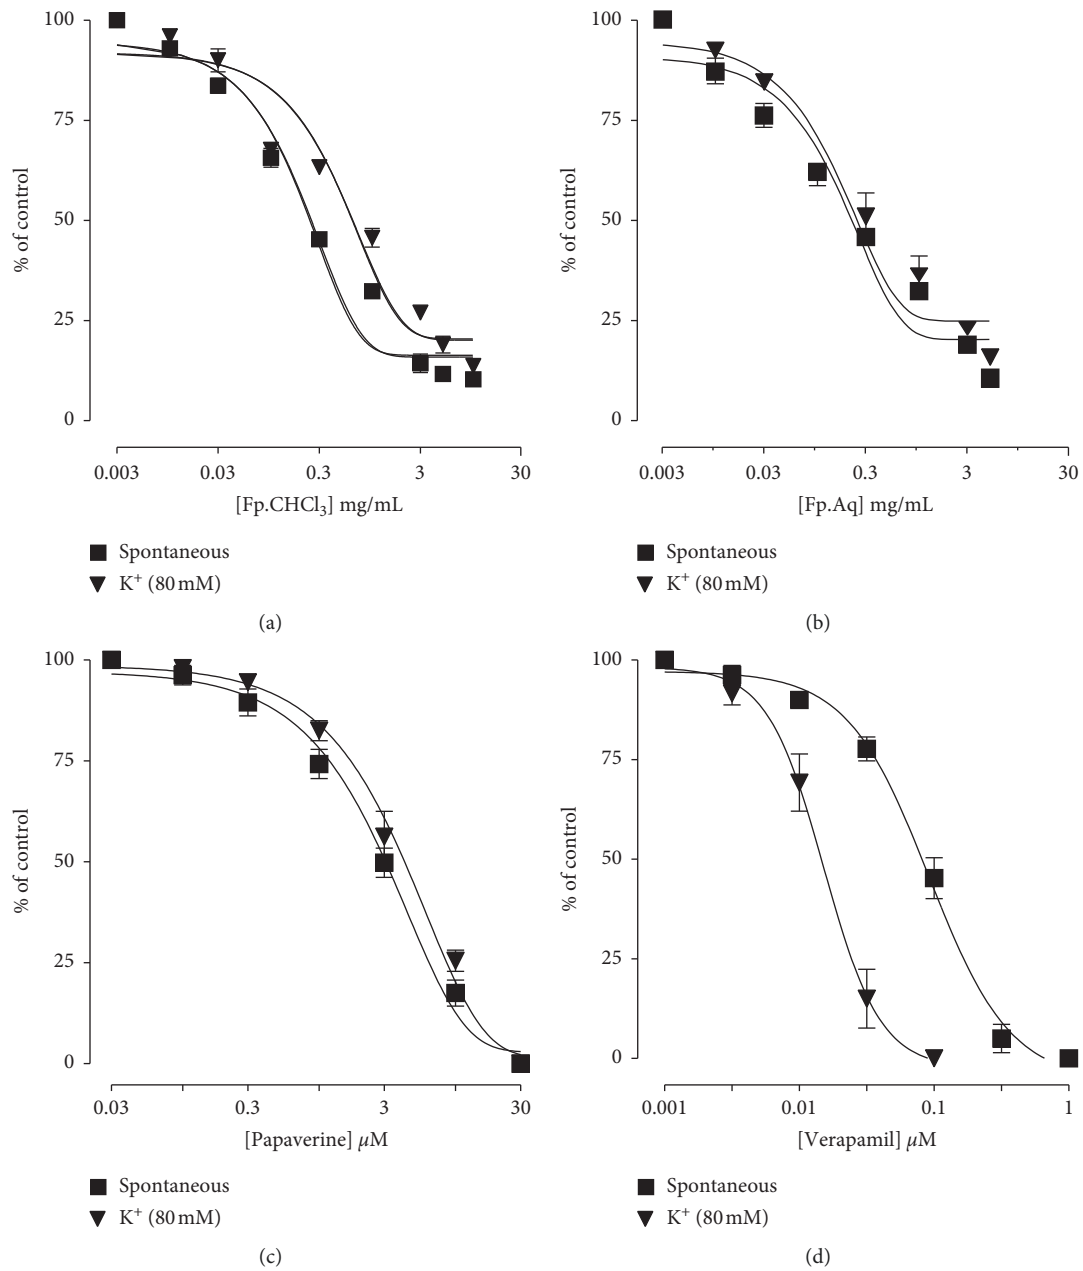 100
75
50
25
0
% of control
0.003 0.03 0.3 3 30
[Fp.CHCl₃] mg/mL
Spontaneous
K⁺ (80 mM)
(a)
100
75
50
25
0
% of control
0.003 0.03 0.3 3 30
[Fp.Aq] mg/mL
Spontaneous
K⁺ (80 mM)
(b)
100
75
50
25
0
% of control
0.03 0.3 3 30
[Papaverine] μM
Spontaneous
K⁺ (80 mM)
(c)
100
75
50
25
0
% of control
0.001 0.01 0.1 1
[Verapamil] μM
Spontaneous
K⁺ (80 mM)
(d)